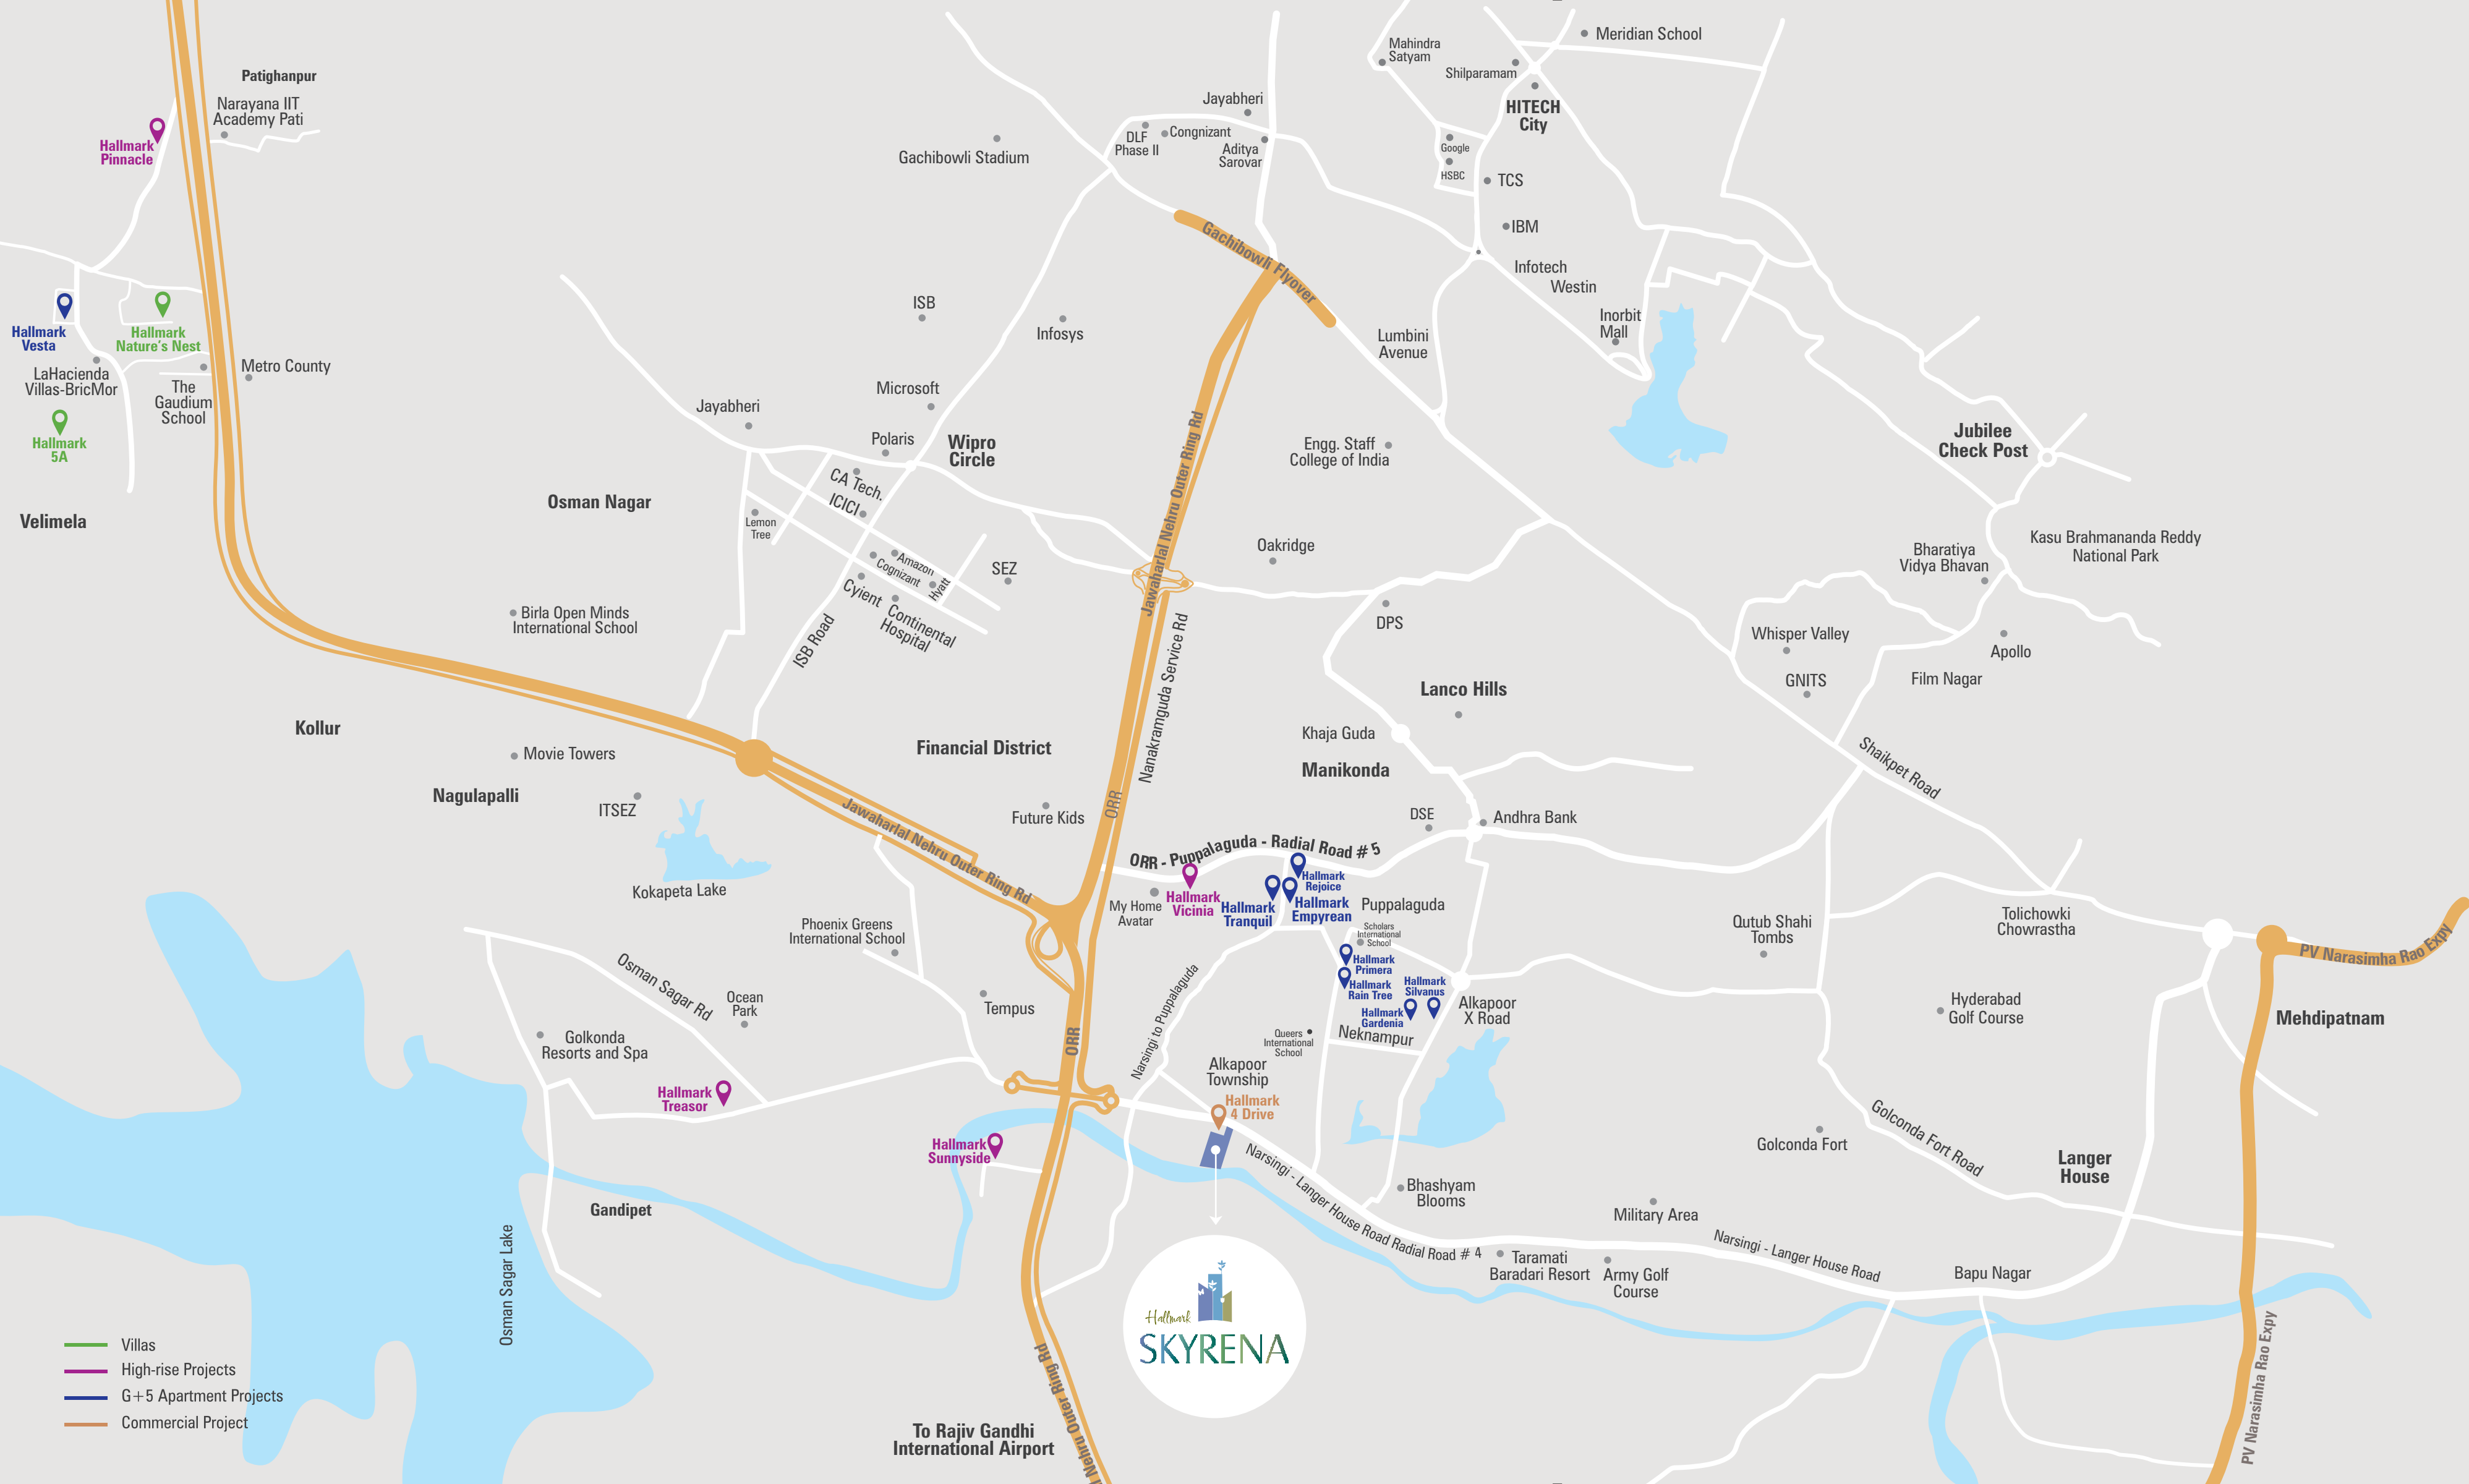 Patighanpur
Narayana IIT
Academy Pati
Hallmark
Pinnacle
Hallmark
Vesta
Hallmark
Nature's Nest
LaHacienda
Villas-BricMor
The
Gaudium
School
Metro County
Hallmark
5A
Velimela
Gachibowli Stadium
DLF
Phase II
Congnizant
Jayabheri
Aditya
Sarovar
Mahindra
Satyam
Shilparamam
Meridian School
HITECH
City
Google
HSBC
TCS
IBM
Infotech
Westin
Inorbit
Mall
Gachibowli Flyover
ISB
Infosys
Lumbini
Avenue
Microsoft
Jayabheri
Polaris
Wipro
Circle
Engg. Staff
College of India
Jubilee
Check Post
Osman Nagar
CA Tech.
ICICI
Lemon
Tree
Amazon
Cognizant
Hyatt
Cyient
Continental
Hospital
SEZ
Jawaharlal Nehru Outer Ring Rd
Oakridge
Kasu Brahmananda Reddy
National Park
Bharatiya
Vidya Bhavan
Birla Open Minds
International School
ISB Road
Nanakramguda Service Rd
DPS
Whisper Valley
GNITS
Apollo
Film Nagar
Kollur
Movie Towers
Nagulapalli
ITSEZ
Financial District
Lanco Hills
Khaja Guda
Manikonda
Shaikpet Road
Jawaharlal Nehru Outer Ring Rd
Future Kids
ORR
DSE
Andhra Bank
ORR - Puppalaguda - Radial Road # 5
Kokapeta Lake
My Home
Avatar
Hallmark
Vicinia
Hallmark
Tranquil
Hallmark
Rejoice
Hallmark
Empyrean
Puppalaguda
Scholars
International
School
Phoenix Greens
International School
Qutub Shahi
Tombs
Tolichowki
Chowrastha
PV Narasimha Rao Expy
Osman Sagar Rd
Ocean
Park
Tempus
ORR
Narsingi to Puppalaguda
Hallmark
Primera
Hallmark
Rain Tree
Hallmark
Silvanus
Hallmark
Gardenia
Alkapoor
X Road
Queers
International
School
Neknampur
Hyderabad
Golf Course
Mehdipatnam
Golkonda
Resorts and Spa
Hallmark
Treasor
Alkapoor
Township
Hallmark
4 Drive
Hallmark
Sunnyside
Golconda Fort
Golconda Fort Road
Langer
House
Gandipet
Osman Sagar Lake
Narsingi - Langer House Road Radial Road # 4
Bhashyam
Blooms
Military Area
Taramati
Baradari Resort
Army Golf
Course
Narsingi - Langer House Road
Bapu Nagar
PV Narasimha Rao Expy
Hallmark
SKYRENA
Nehru Outer Ring Rd
To Rajiv Gandhi
International Airport
Villas
High-rise Projects
G+5 Apartment Projects
Commercial Project